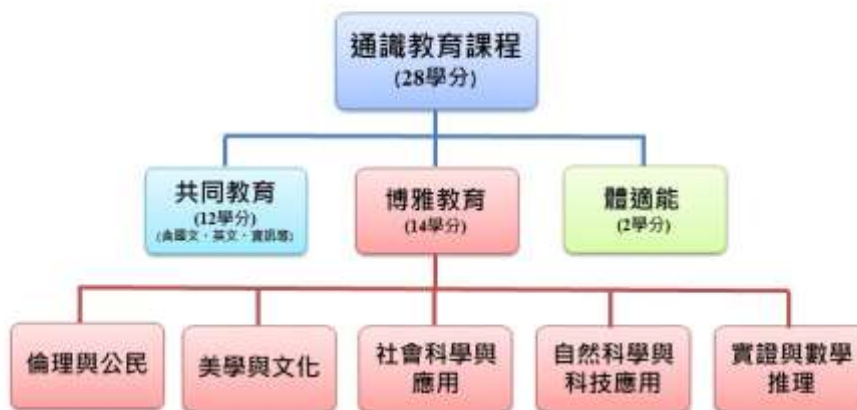 通識教育課程
(28學分)
共同教育
(12學分)
(含國文、英文、資訊等)
博雅教育
(14學分)
體適能
(2學分)
倫理與公民
美學與文化
社會科學與
應用
自然科學與
科技應用
實證與數學
推理